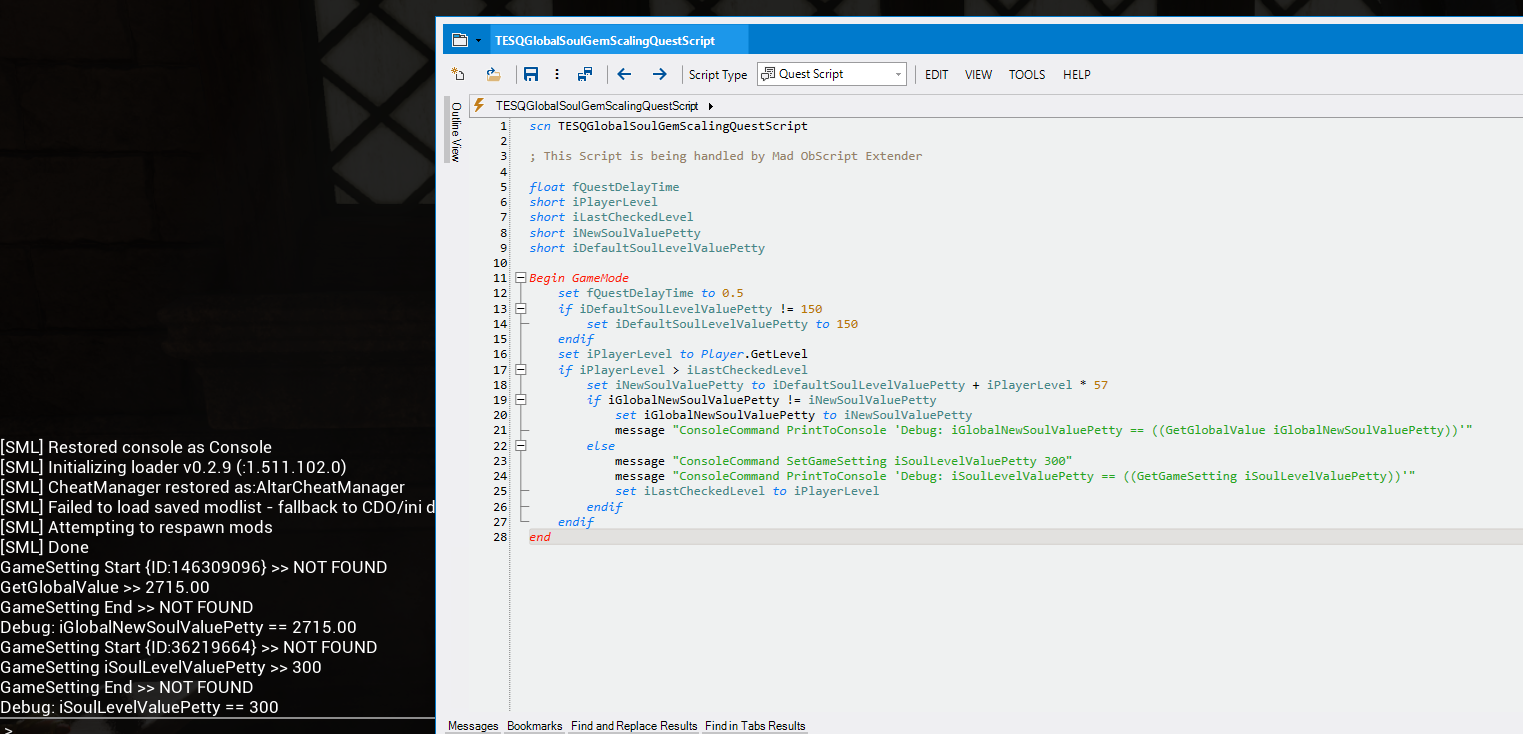 TESQGlobalSoulGemScalingQuestScript
Script Type Quest Script EDIT VIEW TOOLS HELP
Outline View
TESQGlobalSoulGemScalingQuestScript
1 scn TESQGlobalSoulGemScalingQuestScript
2
3 ; This Script is being handled by Mad ObScript Extender
4
5 float fQuestDelayTime
6 short iPlayerLevel
7 short iLastCheckedLevel
8 short iNewSoulValuePetty
9 short iDefaultSoulLevelValuePetty
10
11 Begin GameMode
12 set fQuestDelayTime to 0.5
13 if iDefaultSoulLevelValuePetty != 150
14 set iDefaultSoulLevelValuePetty to 150
15 endif
16 set iPlayerLevel to Player.GetLevel
17 if iPlayerLevel > iLastCheckedLevel
18 set iNewSoulValuePetty to iDefaultSoulLevelValuePetty + iPlayerLevel * 57
19 if iGlobalNewSoulValuePetty != iNewSoulValuePetty
20 set iGlobalNewSoulValuePetty to iNewSoulValuePetty
21 message "ConsoleCommand PrintToConsole 'Debug: iGlobalNewSoulValuePetty == ((GetGlobalValue iGlobalNewSoulValuePetty))'"
22 else
23 message "ConsoleCommand SetGameSetting iSoulLevelValuePetty 300"
24 message "ConsoleCommand PrintToConsole 'Debug: iSoulLevelValuePetty == ((GetGameSetting iSoulLevelValuePetty))'"
25 set iLastCheckedLevel to iPlayerLevel
26 endif
27 endif
28 end
Messages Bookmarks Find and Replace Results Find in Tabs Results
[SML] Restored console as Console
[SML] Initializing loader v0.2.9 (:1.511.102.0)
[SML] CheatManager restored as:AltarCheatManager
[SML] Failed to load saved modlist - fallback to CDO/ini d
[SML] Attempting to respawn mods
[SML] Done
GameSetting Start {ID:146309096} >> NOT FOUND
GetGlobalValue >> 2715.00
GameSetting End >> NOT FOUND
Debug: iGlobalNewSoulValuePetty == 2715.00
GameSetting Start {ID:36219664} >> NOT FOUND
GameSetting iSoulLevelValuePetty >> 300
GameSetting End >> NOT FOUND
Debug: iSoulLevelValuePetty == 300
>